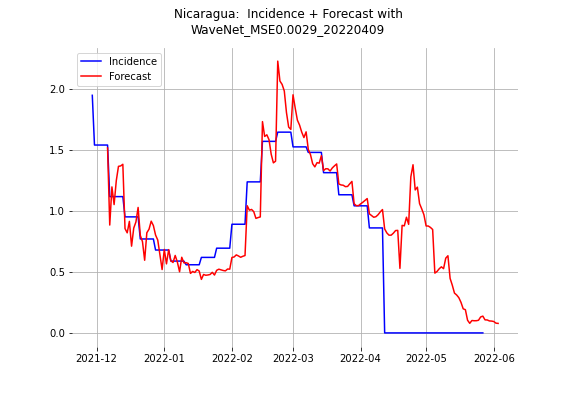 Nicaragua:  Incidence + Forecast with
WaveNet_MSE0.0029_20220409
Incidence
Forecast
2.0
1.5
1.0
0.5
0.0
2021-12 2022-01 2022-02 2022-03 2022-04 2022-05 2022-06